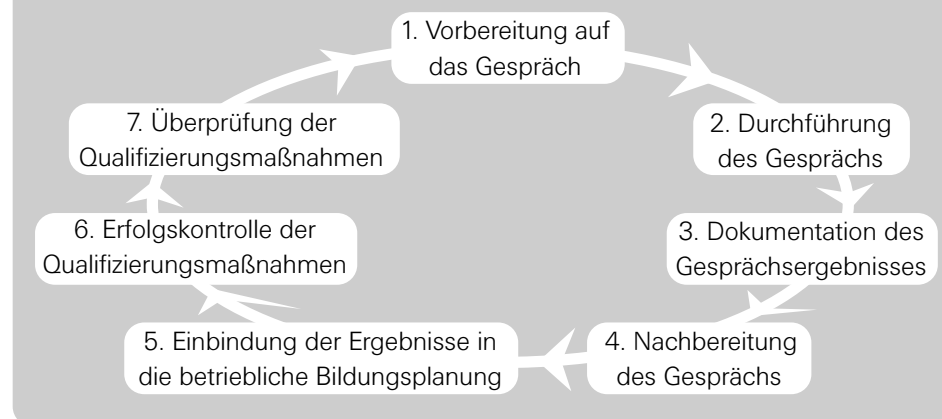 1. Vorbereitung auf
das Gespräch
2. Durchführung
des Gesprächs
3. Dokumentation des
Gesprächsergebnisses
4. Nachbereitung
des Gesprächs
5. Einbindung der Ergebnisse in
die betriebliche Bildungsplanung
6. Erfolgskontrolle der
Qualifizierungsmaßnahmen
7. Überprüfung der
Qualifizierungsmaßnahmen